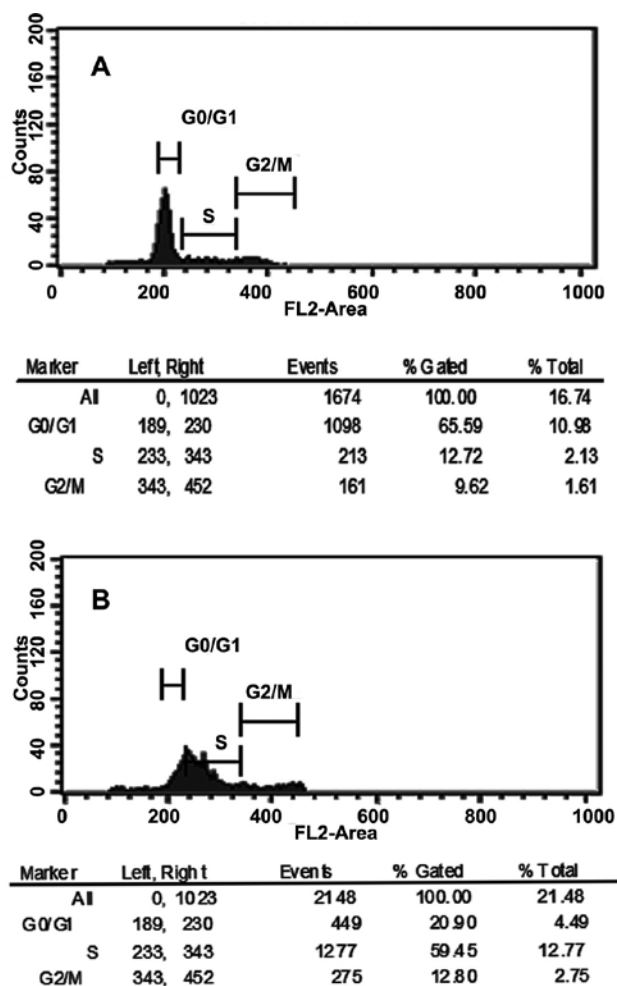 200
160
120
80
40
0
Counts
A
G0/G1
G2/M
S
0 200 400 600 800 1000
FL2-Area
Marker Left, Right Events % Gated % Total
All 0, 1023 1674 100.00 16.74
G0/G1 189, 230 1098 65.59 10.98
S 233, 343 213 12.72 2.13
G2/M 343, 452 161 9.62 1.61
200
160
120
80
40
0
Counts
B
G0/G1
G2/M
S
0 200 400 600 800 1000
FL2-Area
Marker Left, Right Events % Gated % Total
All 0, 1023 2148 100.00 21.48
G0/G1 189, 230 449 20.90 4.49
S 233, 343 1277 59.45 12.77
G2/M 343, 452 275 12.80 2.75